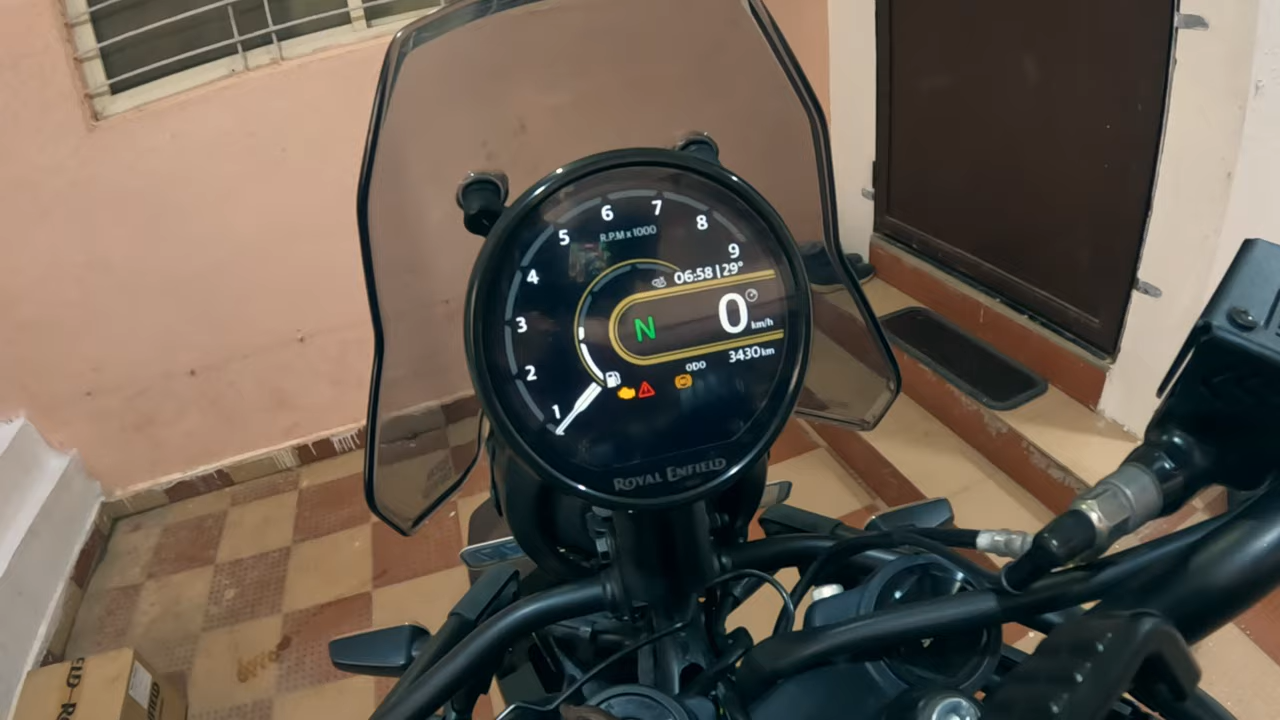 6 7
5 8
R.P.M x 1000
4 9
06:58 | 29°
3 N 0 km/h
2 3430 km
ODO
1
ROYAL ENFIELD